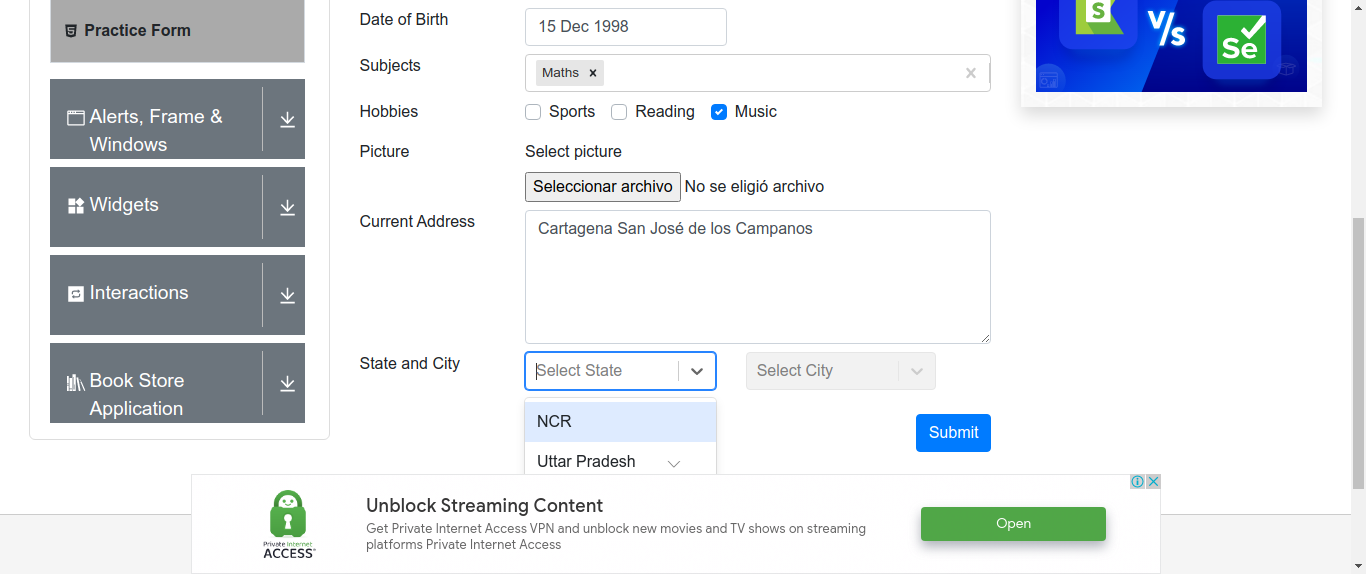 Practice Form
Alerts, Frame &
Windows
Widgets
Interactions
Book Store
Application
Date of Birth
15 Dec 1998
Subjects
Maths
Hobbies
Sports
Reading
Music
Picture
Select picture
Seleccionar archivo No se eligió archivo
Current Address
Cartagena San José de los Campanos
State and City
Select State
Select City
NCR
Uttar Pradesh
Submit
S
V/s
Se
Private Internet
ACCESS®
Unblock Streaming Content
Get Private Internet Access VPN and unblock new movies and TV shows on streaming
platforms Private Internet Access
Open